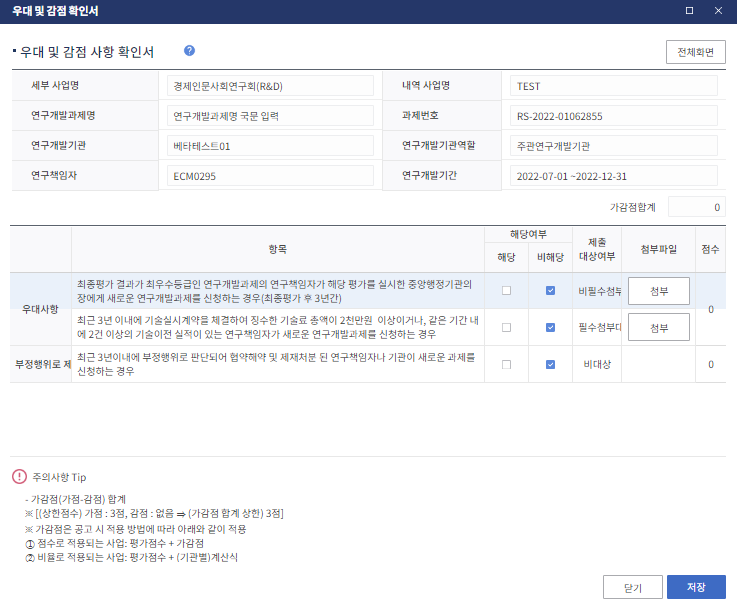 우대 및 감점 확인서
우대 및 감점 사항 확인서
전체화면
세부 사업명 경제인문사회연구회(R&D) 내역 사업명 TEST
연구개발과제명 연구개발과제명 국문 입력 과제번호 RS-2022-01062855
연구개발기관 베타테스트01 연구개발기관역할 주관연구개발기관
연구책임자 ECM0295 연구개발기간 2022-07-01 ~2022-12-31
가감점합계 0
항목 해당여부 제출 대상여부 첨부파일 점수
해당 비해당
우대사항
최종평가 결과가 최우수등급인 연구개발과제의 연구책임자가 해당 평가를 실시한 중앙행정기관의
장에게 새로운 연구개발과제를 신청하는 경우(최종평가 후 3년간)
비필수첨부
첨부
0
최근 3년 이내에 기술실시계약을 체결하여 징수한 기술료 총액이 2천만원 이상이거나, 같은 기간 내
에 2건 이상의 기술이전 실적이 있는 연구책임자가 새로운 연구개발과제를 신청하는 경우
필수첨부대
첨부
부정행위로 제
최근 3년이내에 부정행위로 판단되어 협약해약 및 제재처분 된 연구책임자나 기관이 새로운 과제를
신청하는 경우
비대상
0
주의사항 Tip
- 가감점(가점-감점) 합계
※ [(상한점수) 가점 : 3점, 감점 : 없음 ⇒ (가감점 합계 상한) 3점]
※ 가감점은 공고 시 적용 방법에 따라 아래와 같이 적용
① 점수로 적용되는 사업: 평가점수 + 가감점
② 비율로 적용되는 사업: 평가점수 + (기관별)계산식
닫기
저장